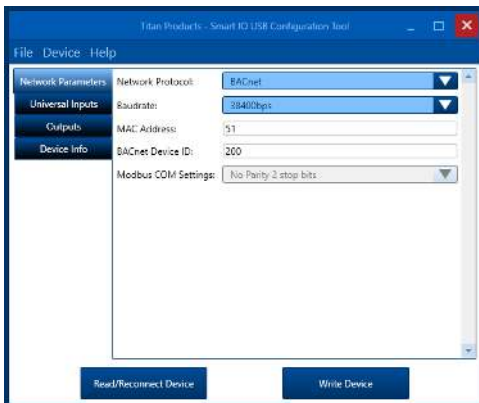 Titan Products - Smart IO USB Configuration Tool
File Device Help
Network Parameters
Universal Inputs
Outputs
Device Info
Network Protocol: BACnet
Baudrate: 38400bps
MAC Address: 51
BACnet Device ID: 200
Modbus COM Settings: No Parity 2 stop bits
Read/Reconnect Device Write Device